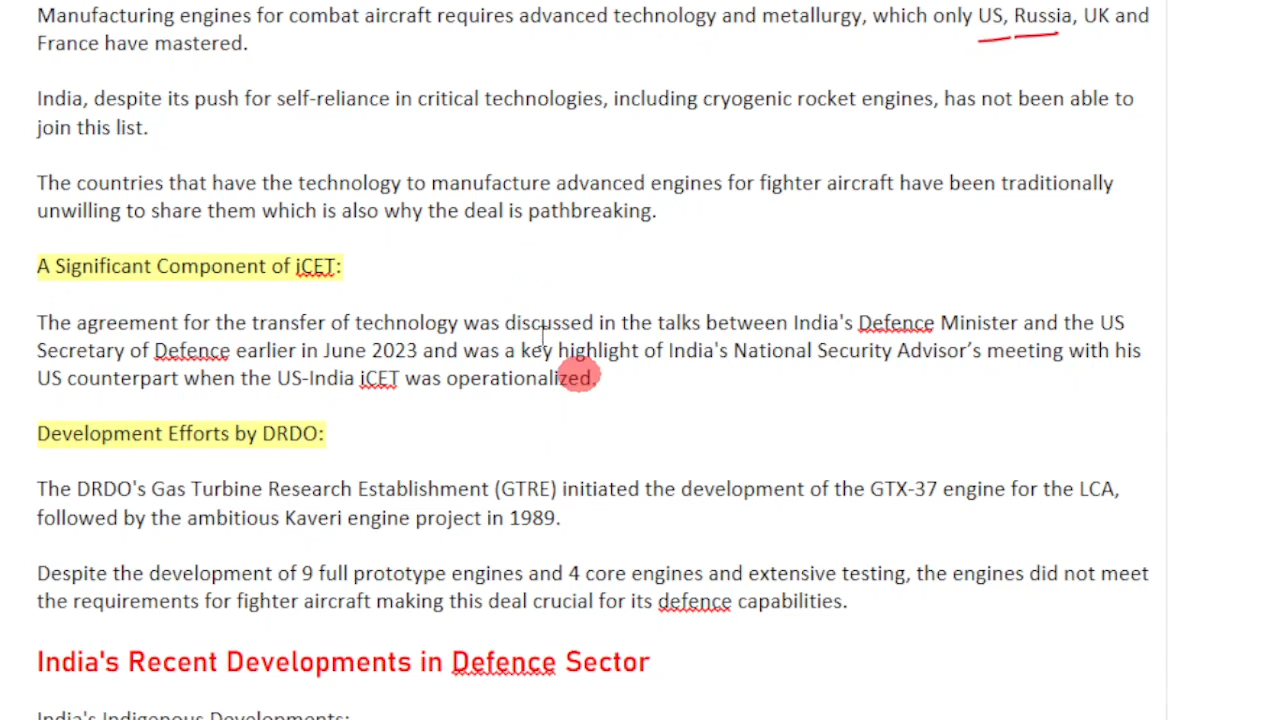 Manufacturing engines for combat aircraft requires advanced technology and metallurgy, which only US, Russia, UK and
France have mastered.
India, despite its push for self-reliance in critical technologies, including cryogenic rocket engines, has not been able to
join this list.
The countries that have the technology to manufacture advanced engines for fighter aircraft have been traditionally
unwilling to share them which is also why the deal is pathbreaking.
A Significant Component of iCET:
The agreement for the transfer of technology was discussed in the talks between India's Defence Minister and the US
Secretary of Defence earlier in June 2023 and was a key highlight of India's National Security Advisor’s meeting with his
US counterpart when the US-India iCET was operationalized.
Development Efforts by DRDO:
The DRDO's Gas Turbine Research Establishment (GTRE) initiated the development of the GTX-37 engine for the LCA,
followed by the ambitious Kaveri engine project in 1989.
Despite the development of 9 full prototype engines and 4 core engines and extensive testing, the engines did not meet
the requirements for fighter aircraft making this deal crucial for its defence capabilities.
India's Recent Developments in Defence Sector
India's Indigenous Developments: